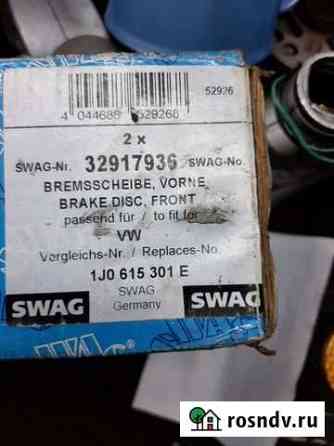 52926
4 044688 529266
2 x
SWAG-Nr. 32917936 SWAG-No.
BREMSSCHEIBE, VORNE
BRAKE DISC, FRONT
passend für / to fit for
VW
Vergleichs-Nr. / Replaces-No.
1J0 615 301 E
SWAG SWAG Germany SWAG
rosndv.ru